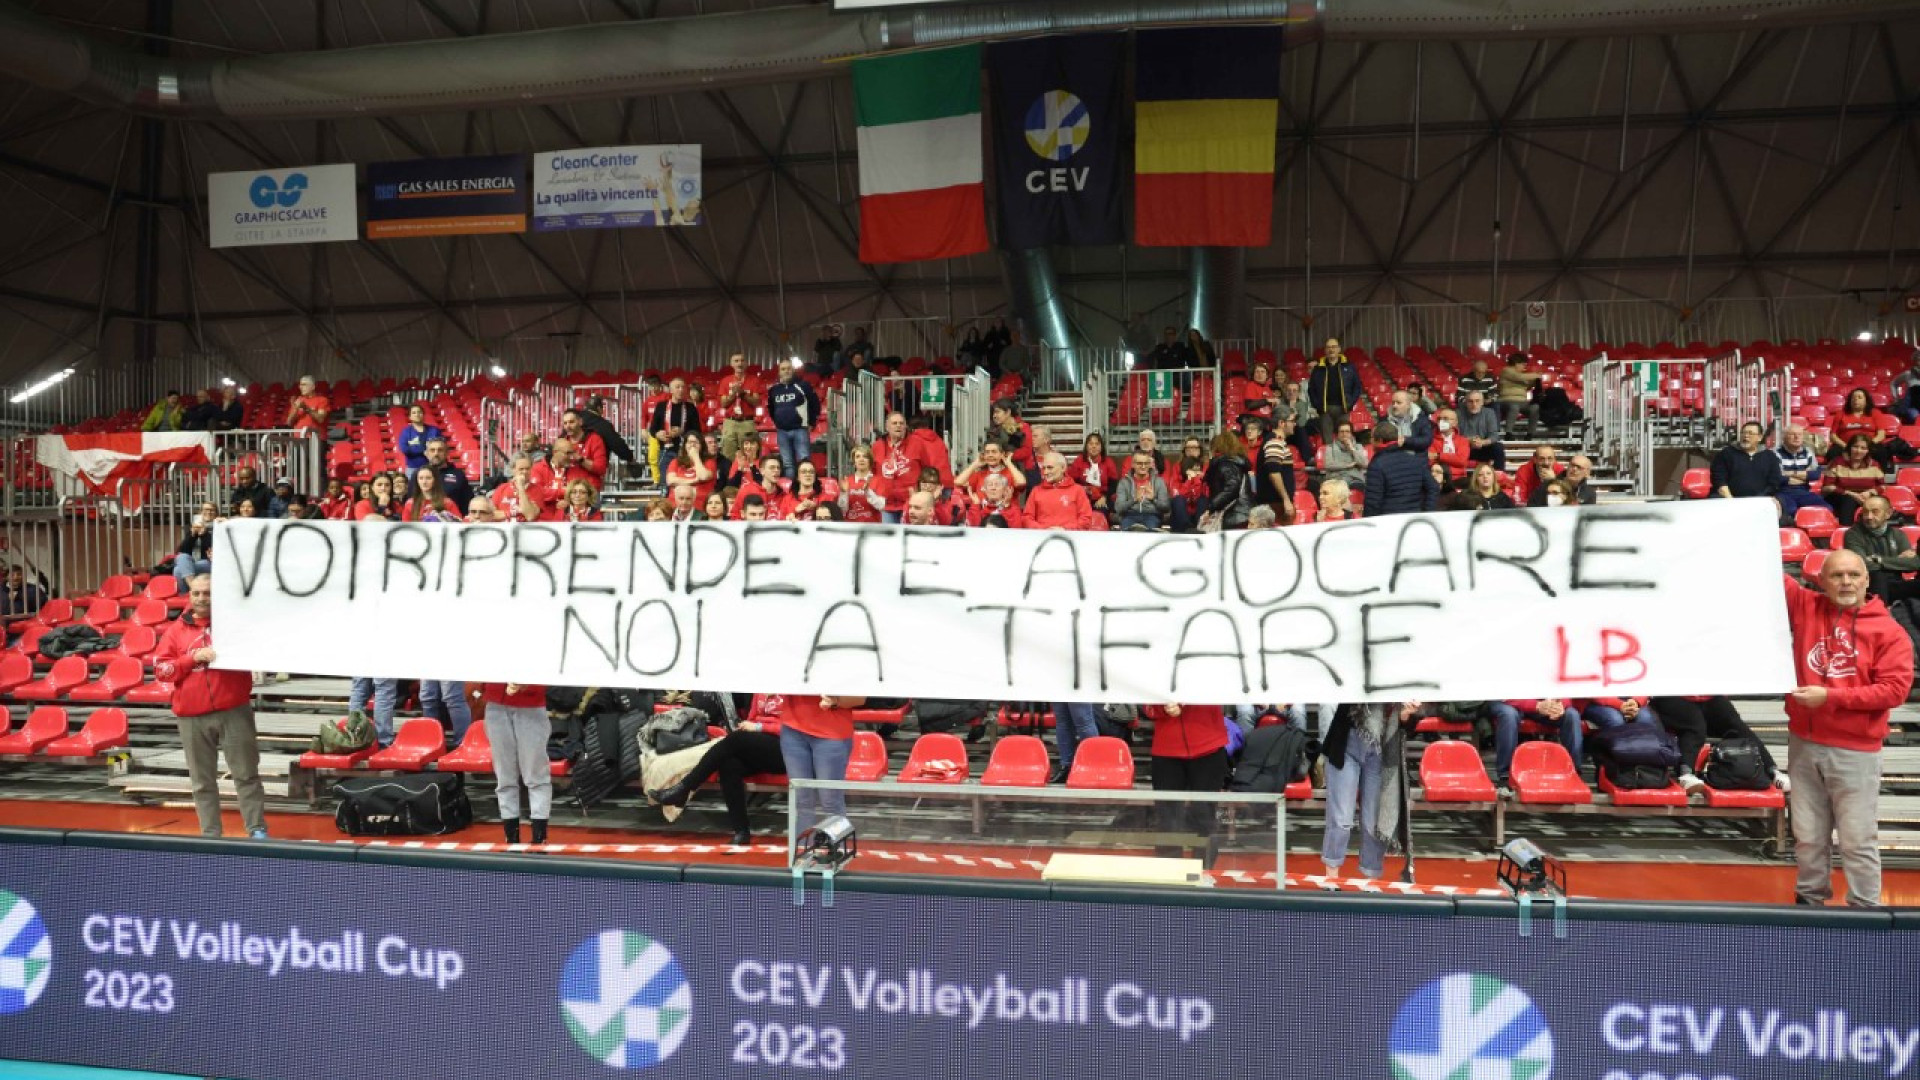 GS
GRAPHICSCALVE
OLTRE LA STAMPA
GAS SALES ENERGIA
CleanCenter
La qualità vincente
CEV
VOI RIPRENDETE A GIOCARE
NOI A TIFARE LB
CEV Volleyball Cup
2023
CEV Volleyball Cup
2023
CEV Volley